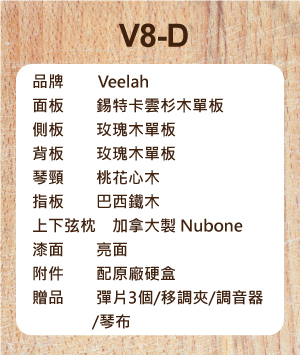 V8-D
品牌 Veelah
面板 錫特卡雲杉木單板
側板 玫瑰木單板
背板 玫瑰木單板
琴頸 桃花心木
指板 巴西鐵木
上下弦枕 加拿大製 Nubone
漆面 亮面
附件 配原廠硬盒
贈品 彈片3個/移調夾/調音器
/琴布